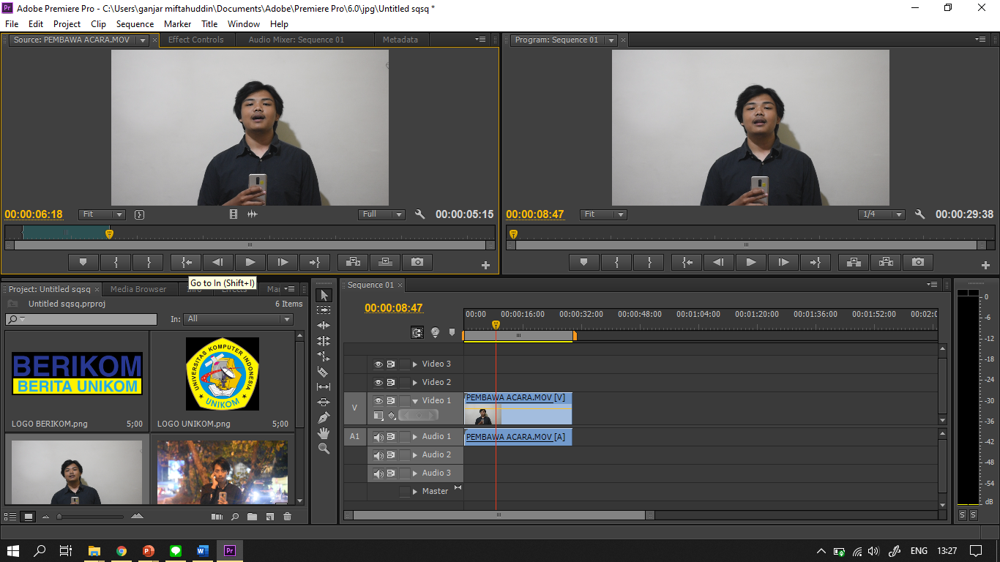 Adobe Premiere Pro - C:\Users\ganjar miftahuddin\Documents\Adobe\Premiere Pro\6.0\jpg\Untitled sqsq *
File Edit Project Clip Sequence Marker Title Window Help
Source: PEMBAWA ACARA.MOV Effect Controls Audio Mixer: Sequence 01 Metadata
Program: Sequence 01
00:00:06:18 Fit Full 00:00:05:15
00:00:08:47 Fit 1/4 00:00:29:38
Go to In (Shift+I)
Project: Untitled sqsq Media Browser Info Effects Mar
Untitled sqsq.prproj 6 Items
In: All
BERIKOM
BERITA UNIKOM
UNIVERSITAS KOMPUTER INDONESIA
UNIKOM
LOGO BERIKOM.png 5;00
LOGO UNIKOM.png 5;00
Sequence 01
00:00:08:47
00:00 00:00:16:00 00:00:32:00 00:00:48:00 00:01:04:00 00:01:20:00 00:01:36:00 00:01:52:00 00:02:0
Video 3
Video 2
V Video 1 PEMBAWA ACARA.MOV [V]
A1 Audio 1 PEMBAWA ACARA.MOV [A]
Audio 2
Audio 3
Master
0
-6
-12
-18
-24
-30
-36
-42
-48
-54
dB
S S
ENG 13:27